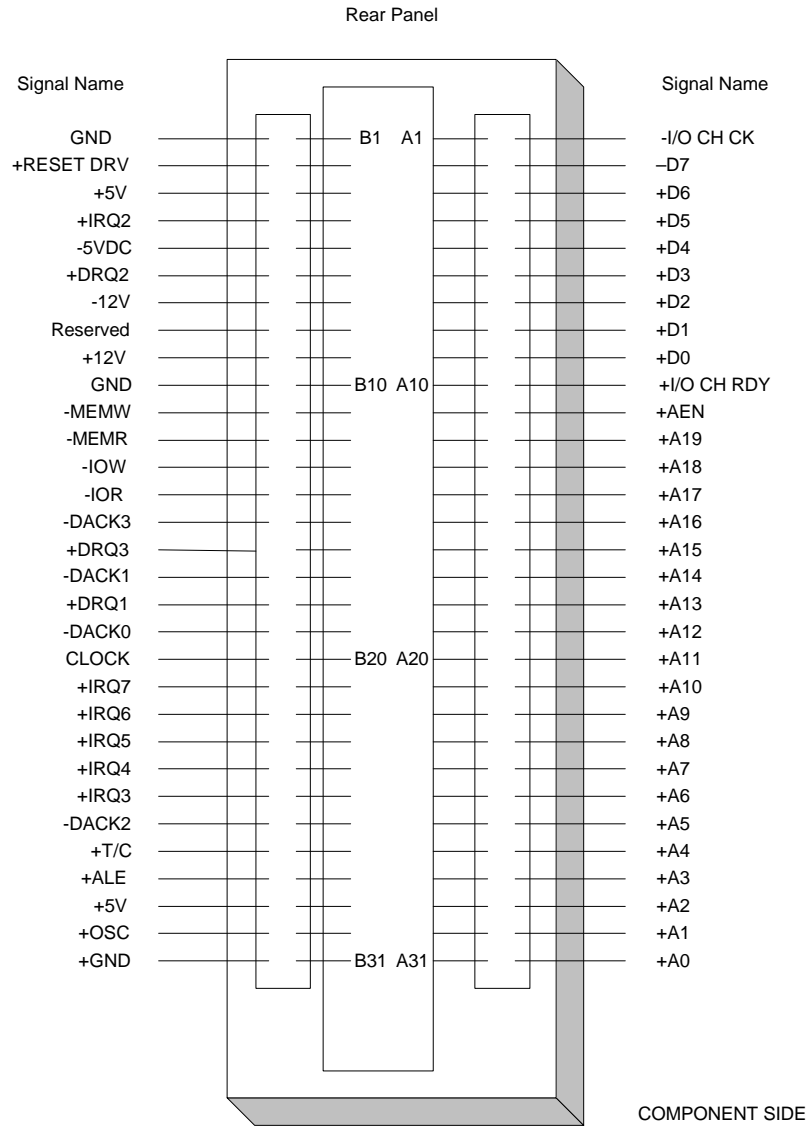 Rear Panel
Signal Name Signal Name
GND B1 A1 -I/O CH CK
+RESET DRV –D7
+5V +D6
+IRQ2 +D5
-5VDC +D4
+DRQ2 +D3
-12V +D2
Reserved +D1
+12V +D0
GND B10 A10 +I/O CH RDY
-MEMW +AEN
-MEMR +A19
-IOW +A18
-IOR +A17
-DACK3 +A16
+DRQ3 +A15
-DACK1 +A14
+DRQ1 +A13
-DACK0 +A12
CLOCK B20 A20 +A11
+IRQ7 +A10
+IRQ6 +A9
+IRQ5 +A8
+IRQ4 +A7
+IRQ3 +A6
-DACK2 +A5
+T/C +A4
+ALE +A3
+5V +A2
+OSC +A1
+GND B31 A31 +A0
COMPONENT SIDE